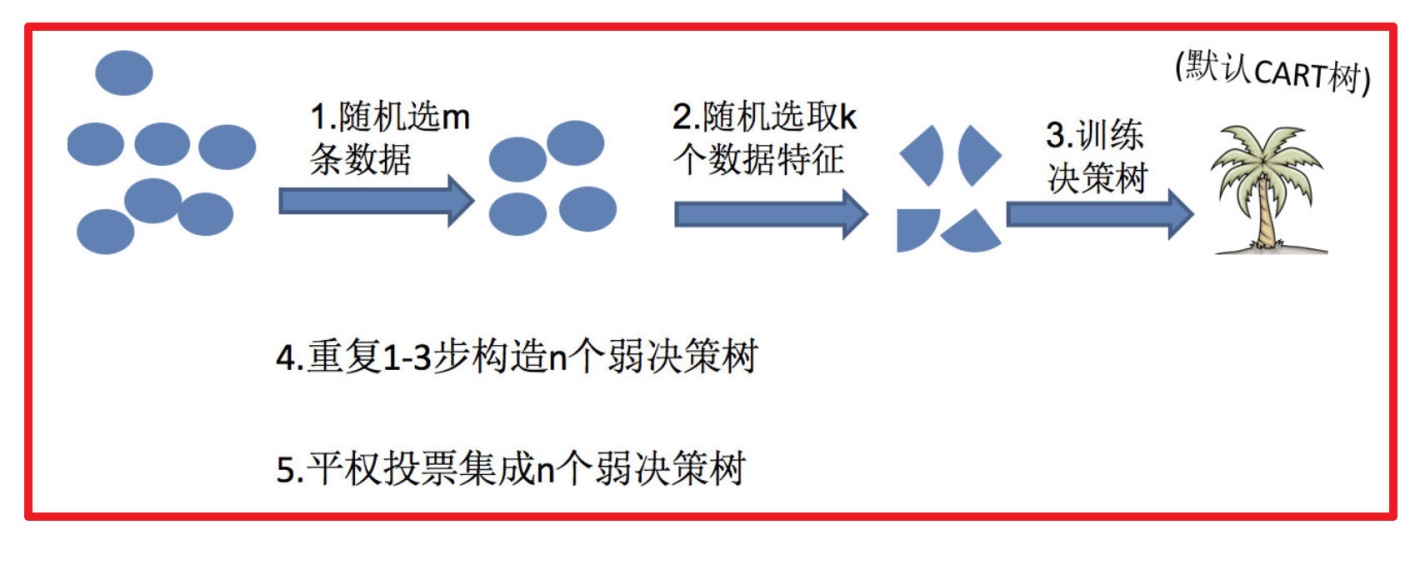 (默认CART树)
1.随机选m
条数据
2.随机选取k
个数据特征
3.训练
决策树
4.重复1-3步构造n个弱决策树
5.平权投票集成n个弱决策树